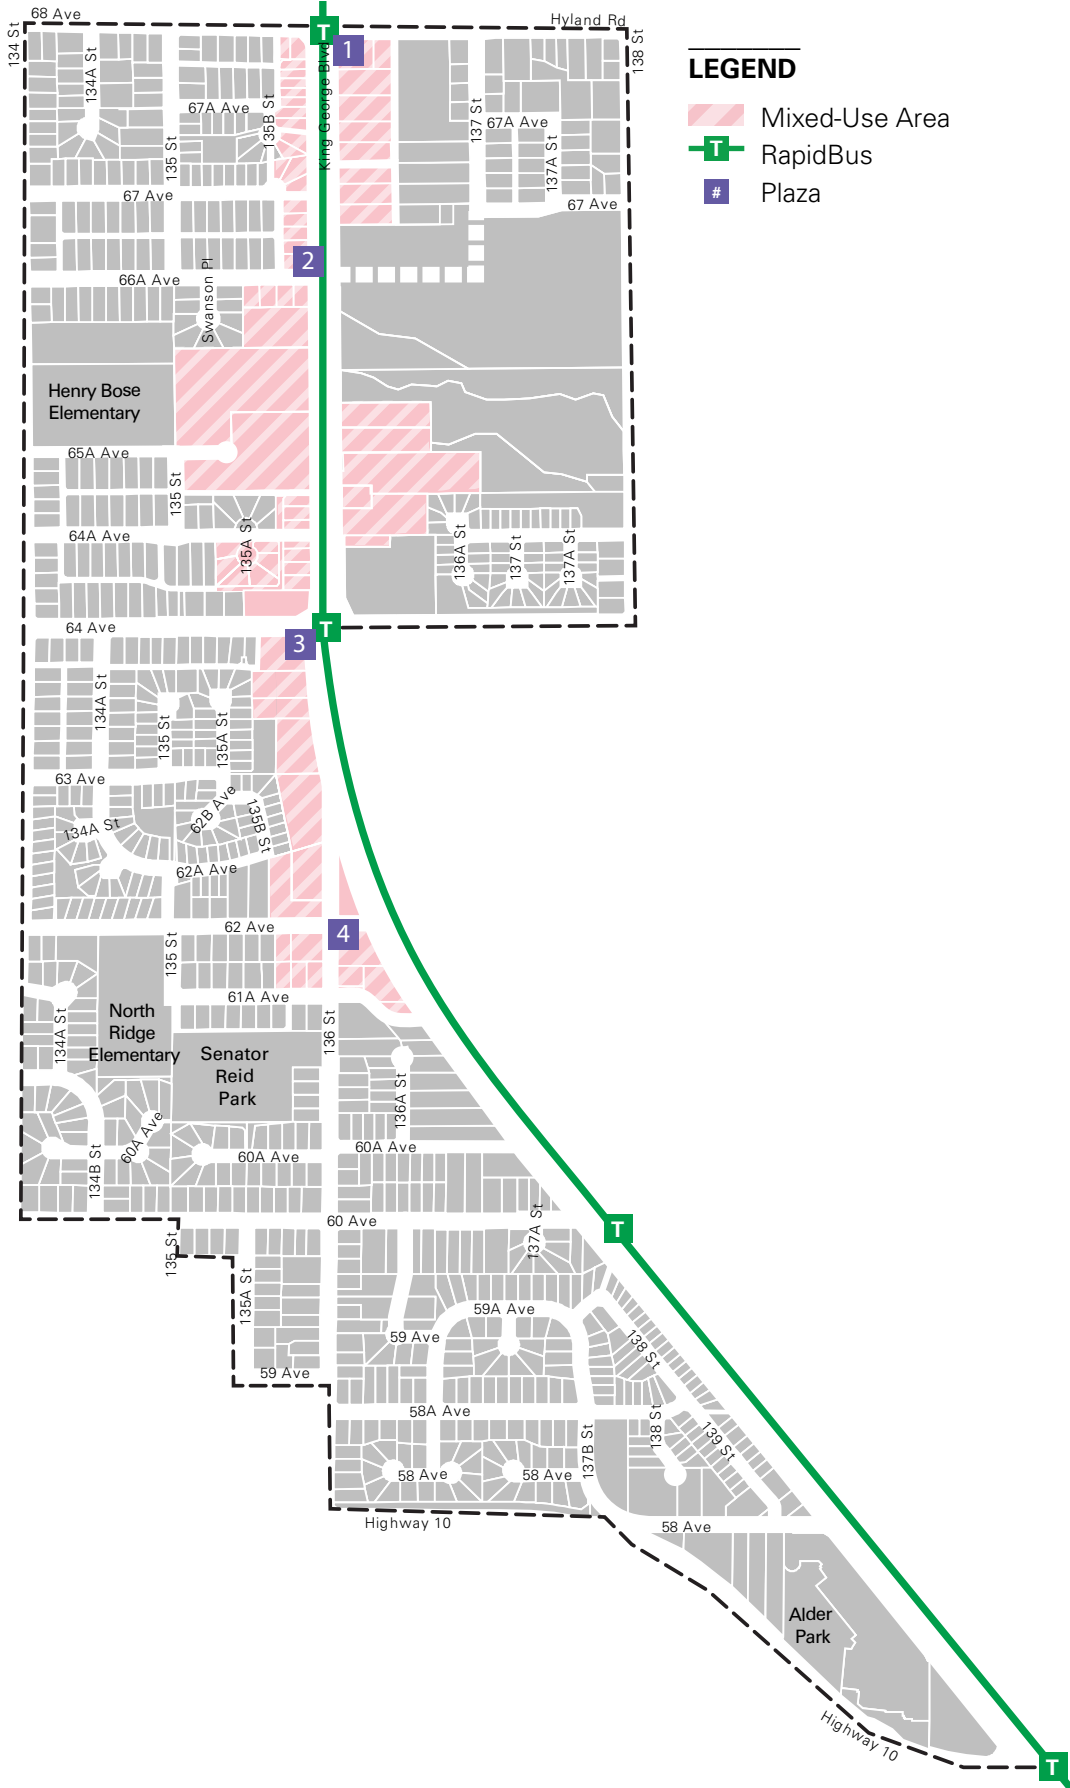 68 Ave
Hyland Rd
134 St
138 St
T
1
King George Blvd
134A St
67A Ave
135B St
135 St
137 St
67A Ave
137A St
67 Ave
67 Ave
2
66A Ave
Swanson Pl
Henry Bose
Elementary
65A Ave
135 St
64A Ave
135A St
136A St
137 St
137A St
64 Ave
T
3
134A St
135 St
135A St
63 Ave
134A St
62B Ave
135B St
62A Ave
62 Ave
4
135 St
61A Ave
134A St
North
Ridge
Elementary
Senator
Reid
Park
136 St
136A St
60A Ave
134B St
60A Ave
60A Ave
60 Ave
137A St
T
135 St
135A St
59A Ave
59 Ave
138 St
59 Ave
58A Ave
137B St
138 St
139 St
58 Ave
58 Ave
Highway 10
58 Ave
Alder
Park
Highway 10
T
LEGEND
Mixed-Use Area
T
RapidBus
#
Plaza